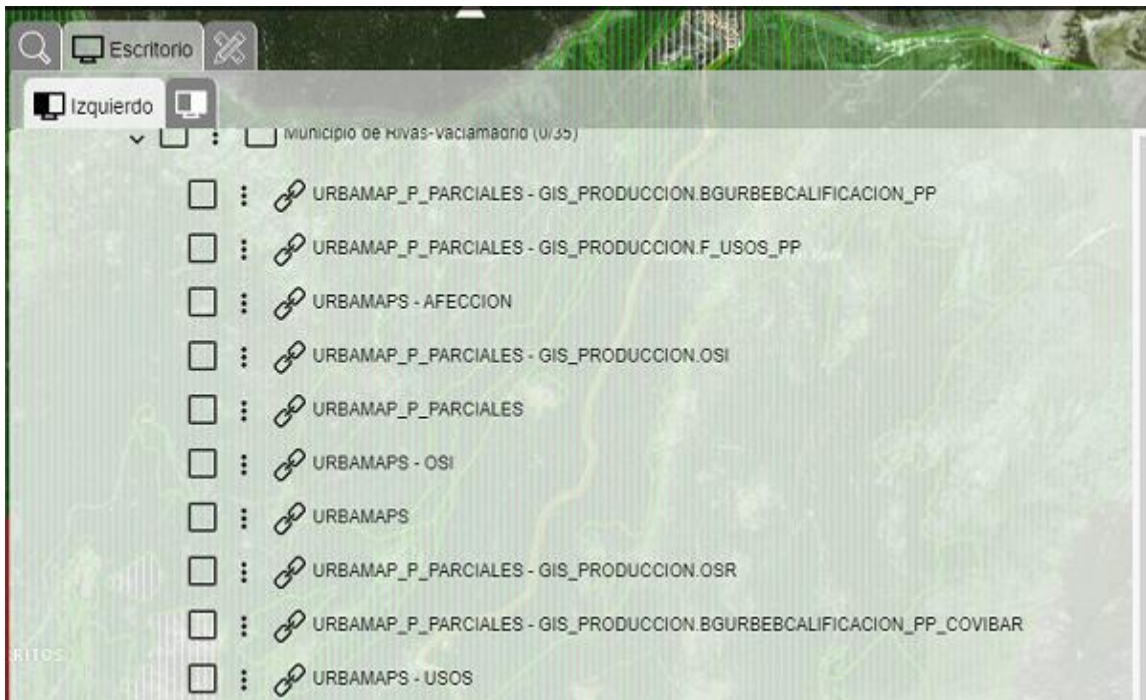 Escritorio
Izquierdo
Municipio de Rivas-Vaciamadrid (0/35)
URBAMAP_P_PARCIALES - GIS_PRODUCCION.BGURBEBCALIFICACION_PP
URBAMAP_P_PARCIALES - GIS_PRODUCCION.F_USOS_PP
URBAMAPS - AFECCION
URBAMAP_P_PARCIALES - GIS_PRODUCCION.OSI
URBAMAP_P_PARCIALES
URBAMAPS - OSI
URBAMAPS
URBAMAP_P_PARCIALES - GIS_PRODUCCION.OSR
URBAMAP_P_PARCIALES - GIS_PRODUCCION.BGURBEBCALIFICACION_PP_COVIBAR
RITOS
URBAMAPS - USOS